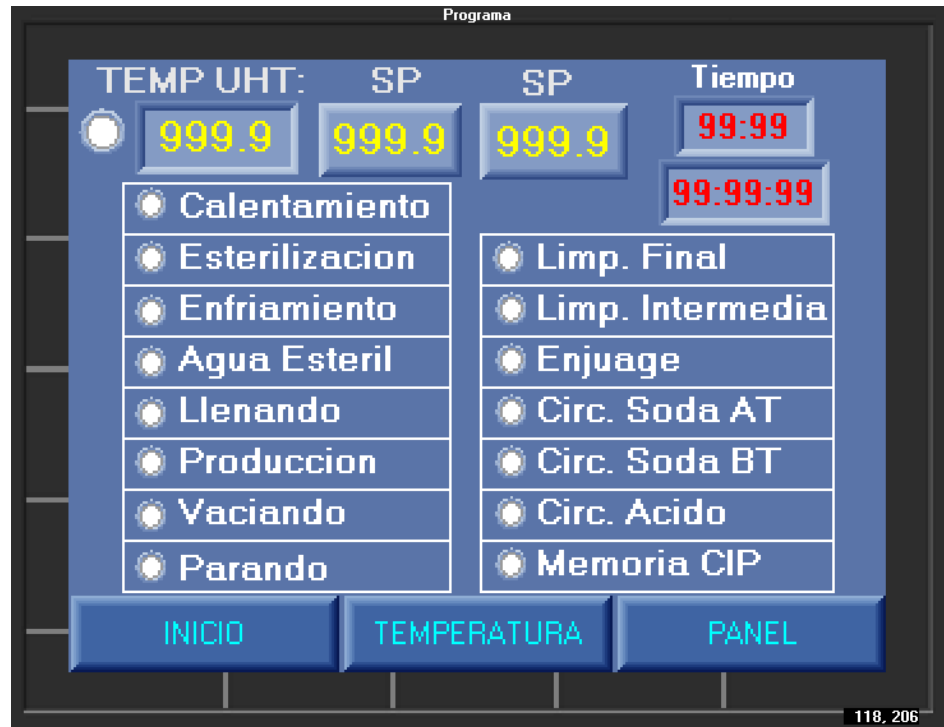 Programa
TEMP UHT: SP SP Tiempo
999.9 999.9 999.9 99:99
99:99:99
Calentamiento
Esterilizacion
Enfriamiento
Agua Esteril
Llenando
Produccion
Vaciando
Parando
Limp. Final
Limp. Intermedia
Enjuage
Circ. Soda AT
Circ. Soda BT
Circ. Acido
Memoria CIP
INICIO TEMPERATURA PANEL
118, 206